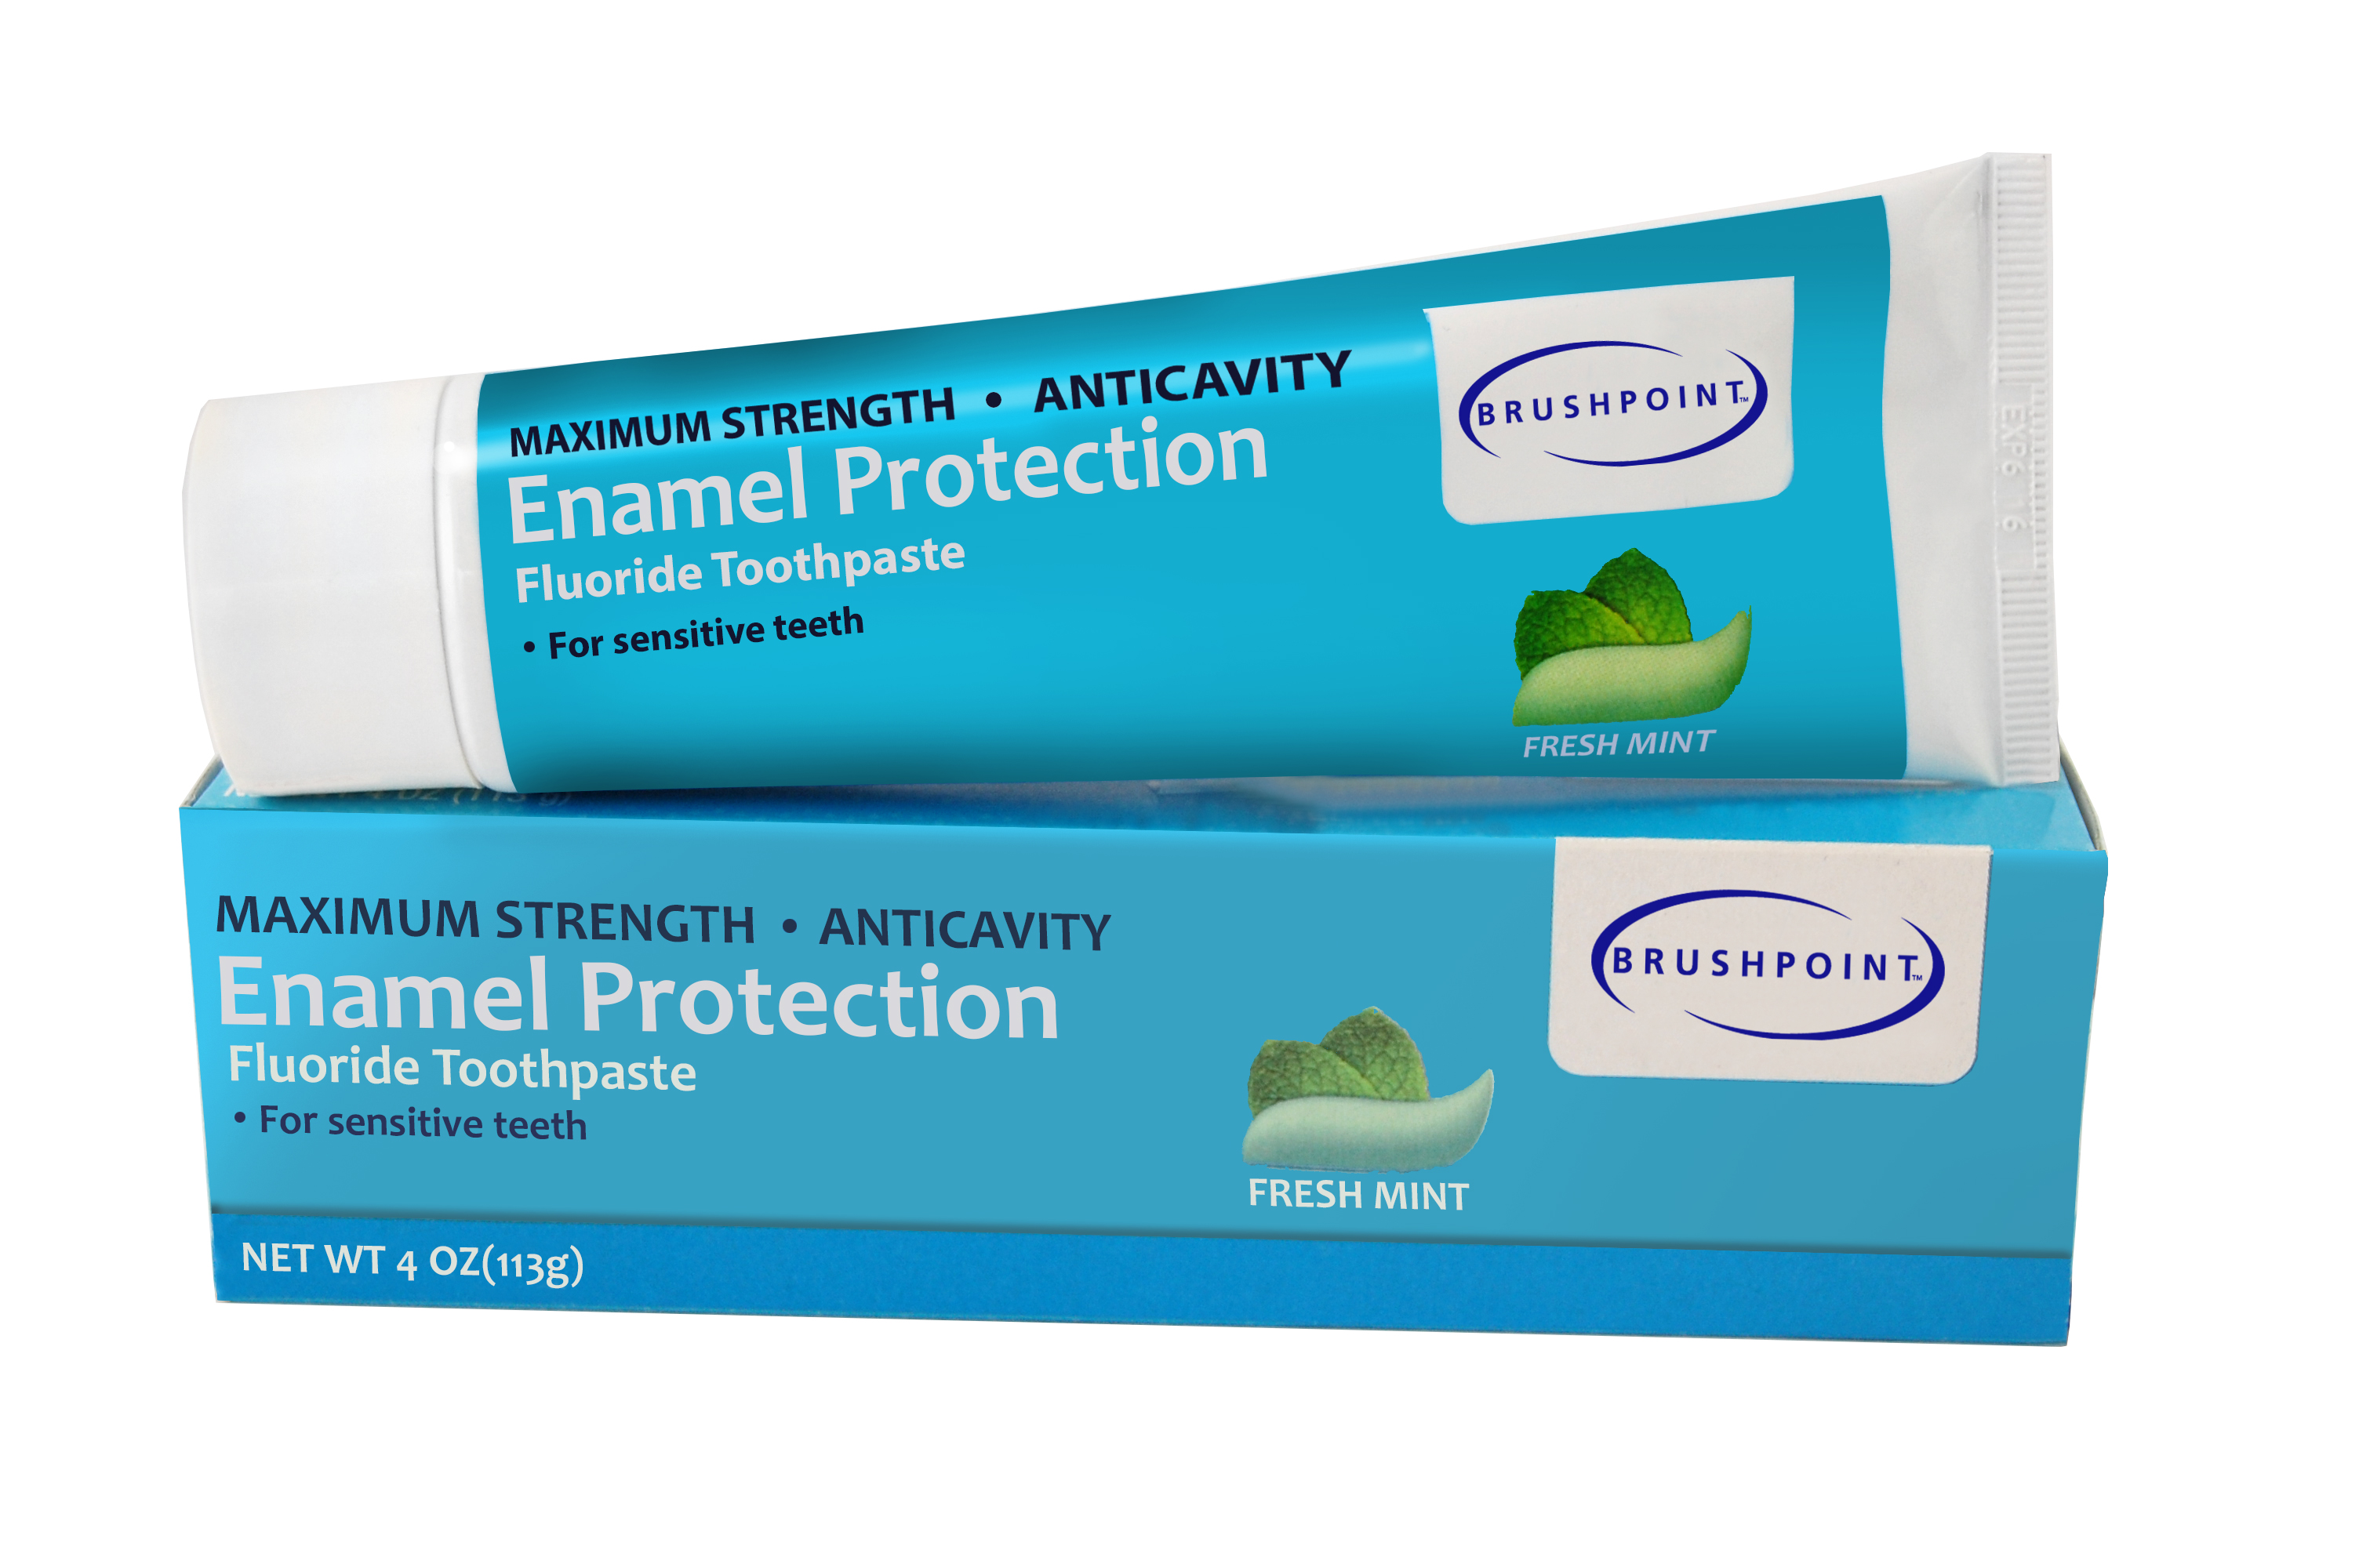 MAXIMUM STRENGTH • ANTICAVITY
Enamel Protection
Fluoride Toothpaste
• For sensitive teeth
BRUSHPOINT™
FRESH MINT
MAXIMUM STRENGTH • ANTICAVITY
Enamel Protection
Fluoride Toothpaste
• For sensitive teeth
BRUSHPOINT™
FRESH MINT
NET WT 4 OZ(113g)